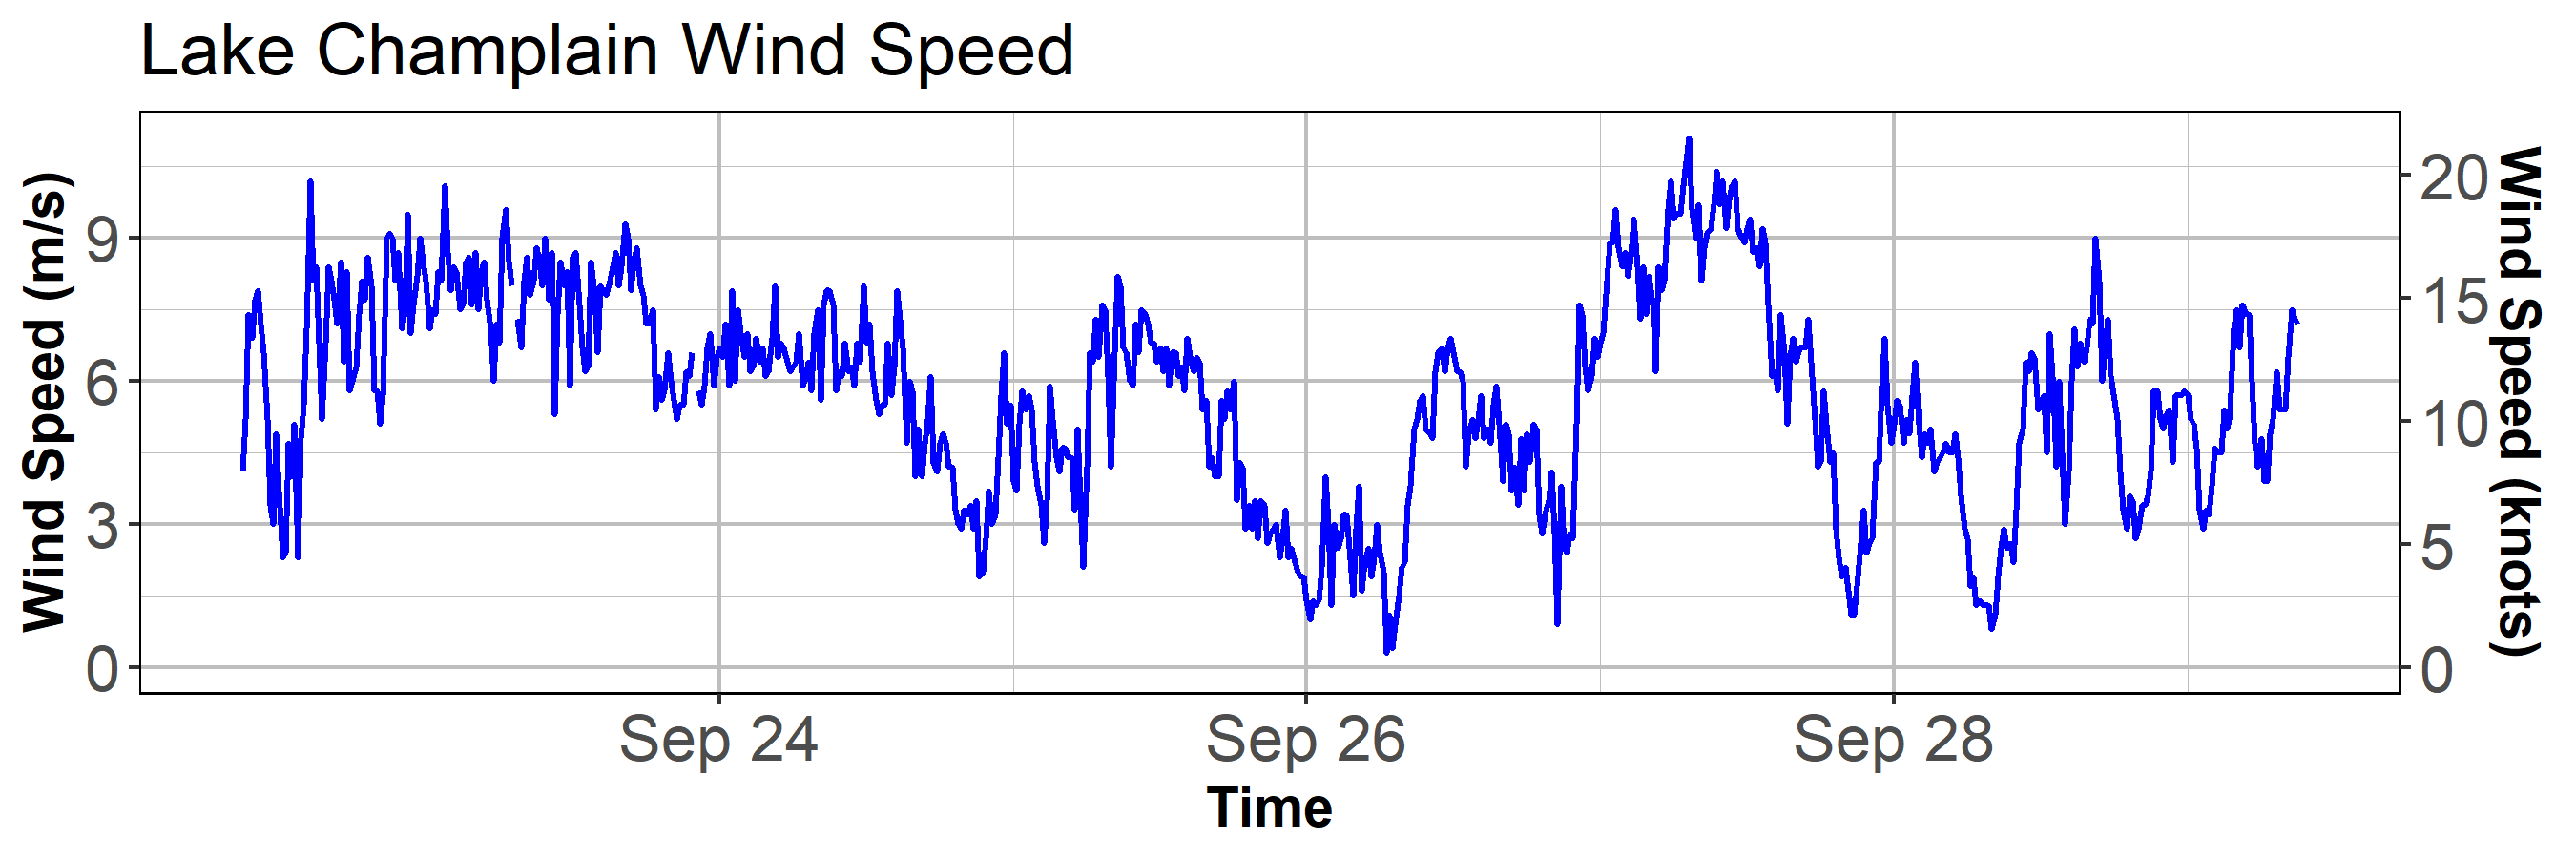 Lake Champlain Wind Speed
Wind Speed (m/s)
9
6
3
0
20
15
10
5
0
Wind Speed (knots)
Sep 24
Sep 26
Sep 28
Time